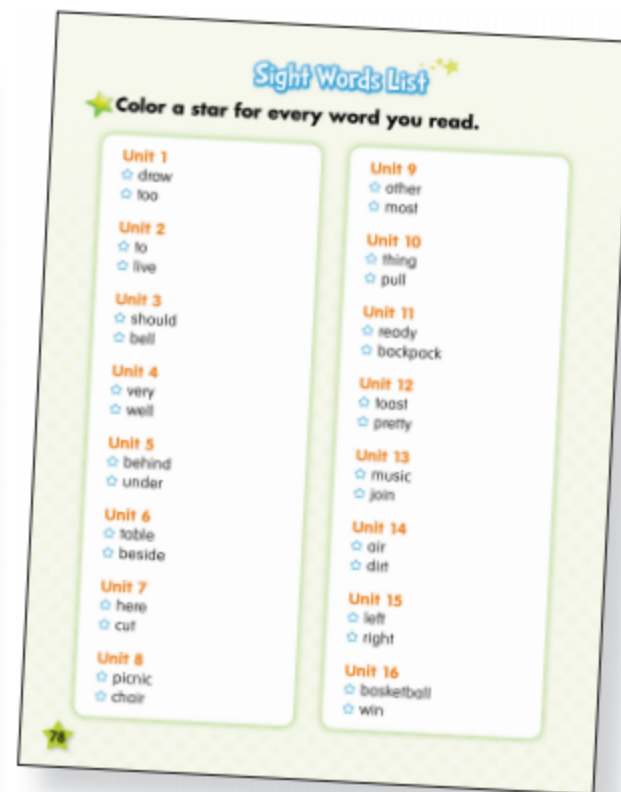 Sight Words List
Color a star for every word you read.
Unit 1
draw
too
Unit 2
to
live
Unit 3
should
bell
Unit 4
very
well
Unit 5
behind
under
Unit 6
table
beside
Unit 7
here
cut
Unit 8
picnic
chair
Unit 9
other
most
Unit 10
thing
pull
Unit 11
ready
backpack
Unit 12
toast
pretty
Unit 13
music
join
Unit 14
air
dirt
Unit 15
left
right
Unit 16
basketball
win
78